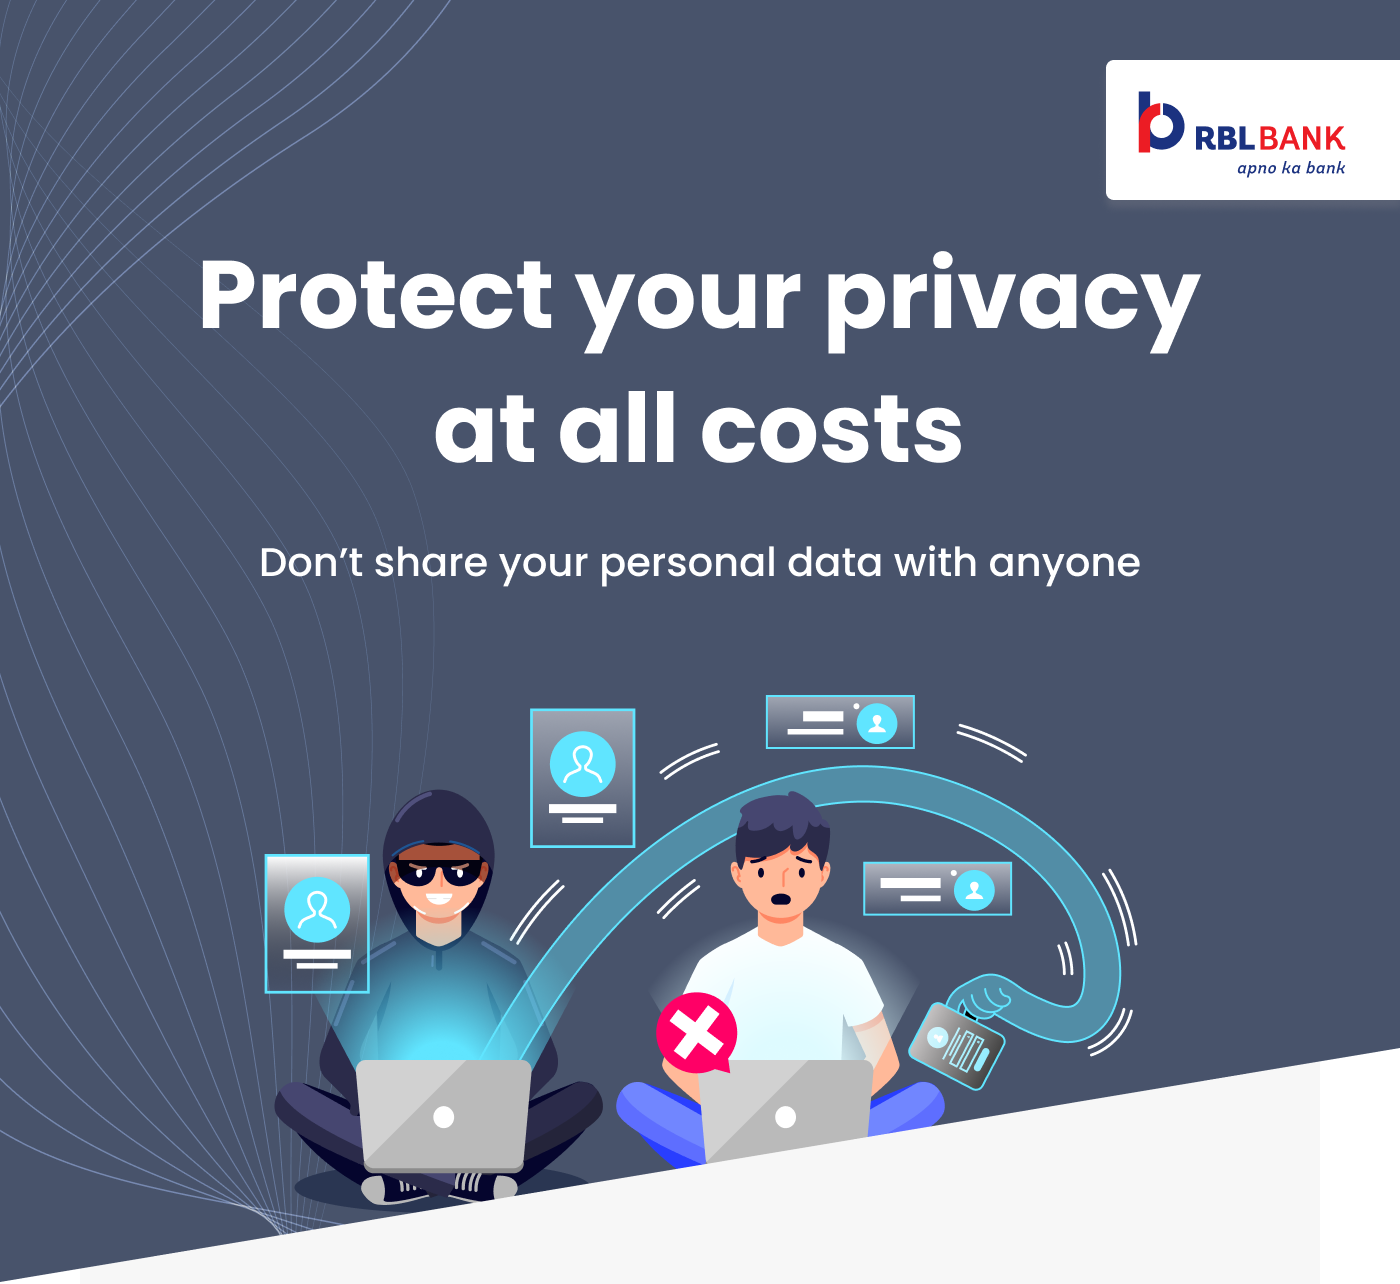 RBL BANK
apno ka bank
Protect your privacy
at all costs
Don’t share your personal data with anyone